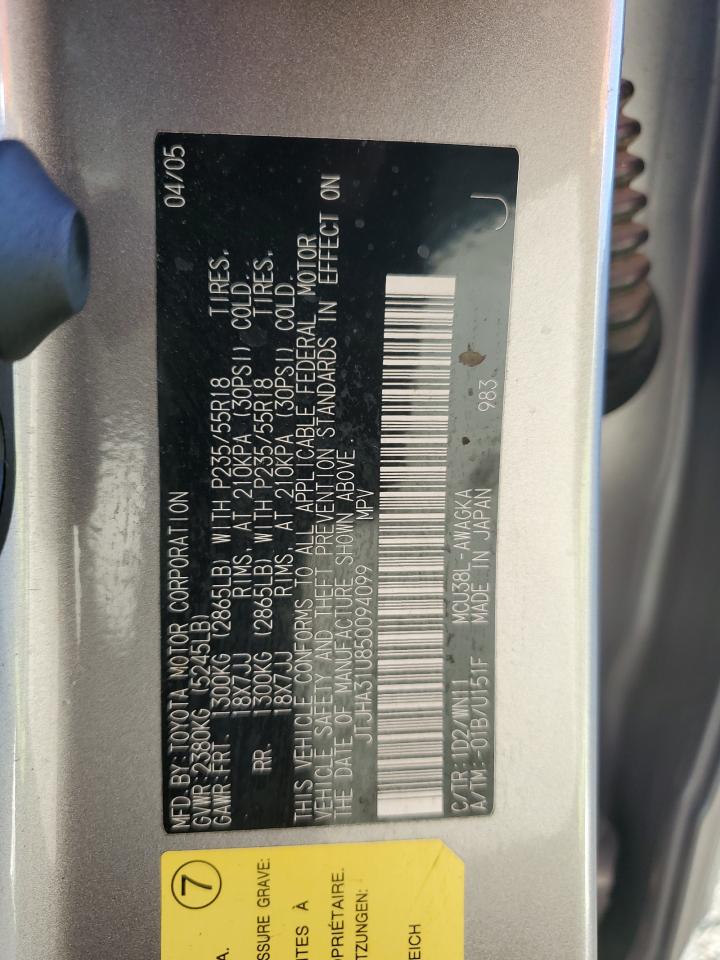 MFD. BY: TOYOTA MOTOR CORPORATION 04/05
GVWR: 2380KG (5245LB)
GAWR: FRT. 1300KG (2865LB) WITH P235/55R18 TIRES,
18X7JJ RIMS, AT 210KPA (30PSI) COLD.
RR. 1300KG (2865LB) WITH P235/55R18 TIRES,
18X7JJ RIMS, AT 210KPA (30PSI) COLD.
THIS VEHICLE CONFORMS TO ALL APPLICABLE FEDERAL MOTOR
VEHICLE SAFETY AND THEFT PREVENTION STANDARDS IN EFFECT ON
THE DATE OF MANUFACTURE SHOWN ABOVE.
JTJHA31U850094099 MPV
C/TR: 1D2/WN11 MCU38L-AWAGKA 983
A/TM: -01B/U151F MADE IN JAPAN J
7
A.
SSURE GRAVE:
NTES À
OPRIÉTAIRE.
TZUNGEN:
REICH